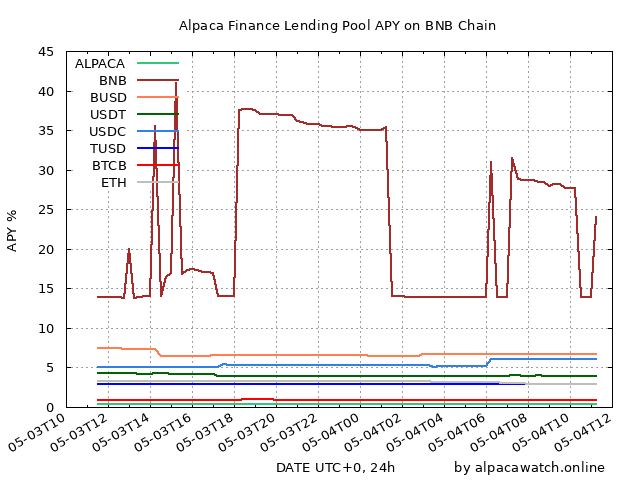 Alpaca Finance Lending Pool APY on BNB Chain
45
40
35
30
25
20
15
10
5
0
APY %
ALPACA
BNB
BUSD
USDT
USDC
TUSD
BTCB
ETH
05-03T10
05-03T12
05-03T14
05-03T16
05-03T18
05-03T20
05-03T22
05-04T00
05-04T02
05-04T04
05-04T06
05-04T08
05-04T10
05-04T12
DATE UTC+0, 24h
by alpacawatch.online